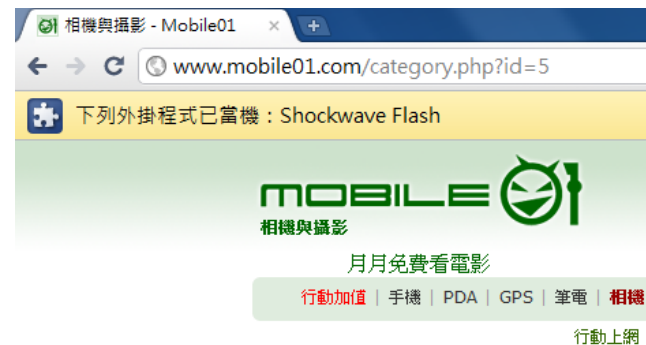 相機與攝影 - Mobile01
www.mobile01.com/category.php?id=5
下列外掛程式已當機：Shockwave Flash
MOBILE01
相機與攝影
月月免費看電影
行動加值 | 手機 | PDA | GPS | 筆電 | 相機
行動上網